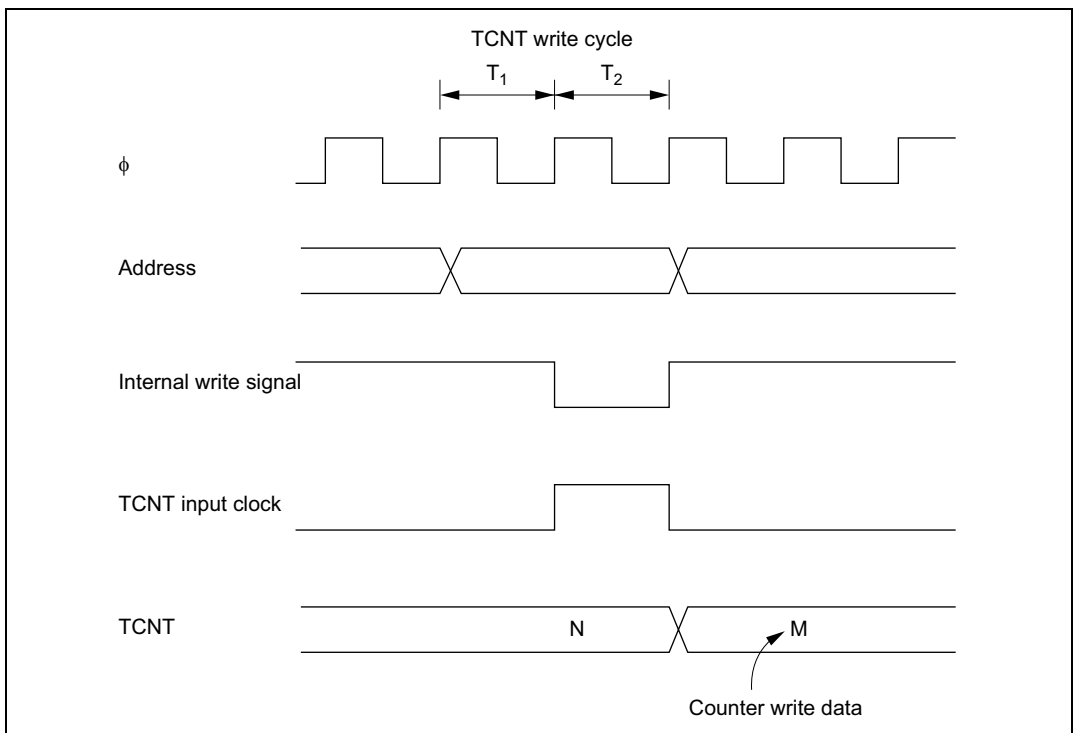 TCNT write cycle
T1 T2
ϕ
Address
Internal write signal
TCNT input clock
TCNT N M
Counter write data